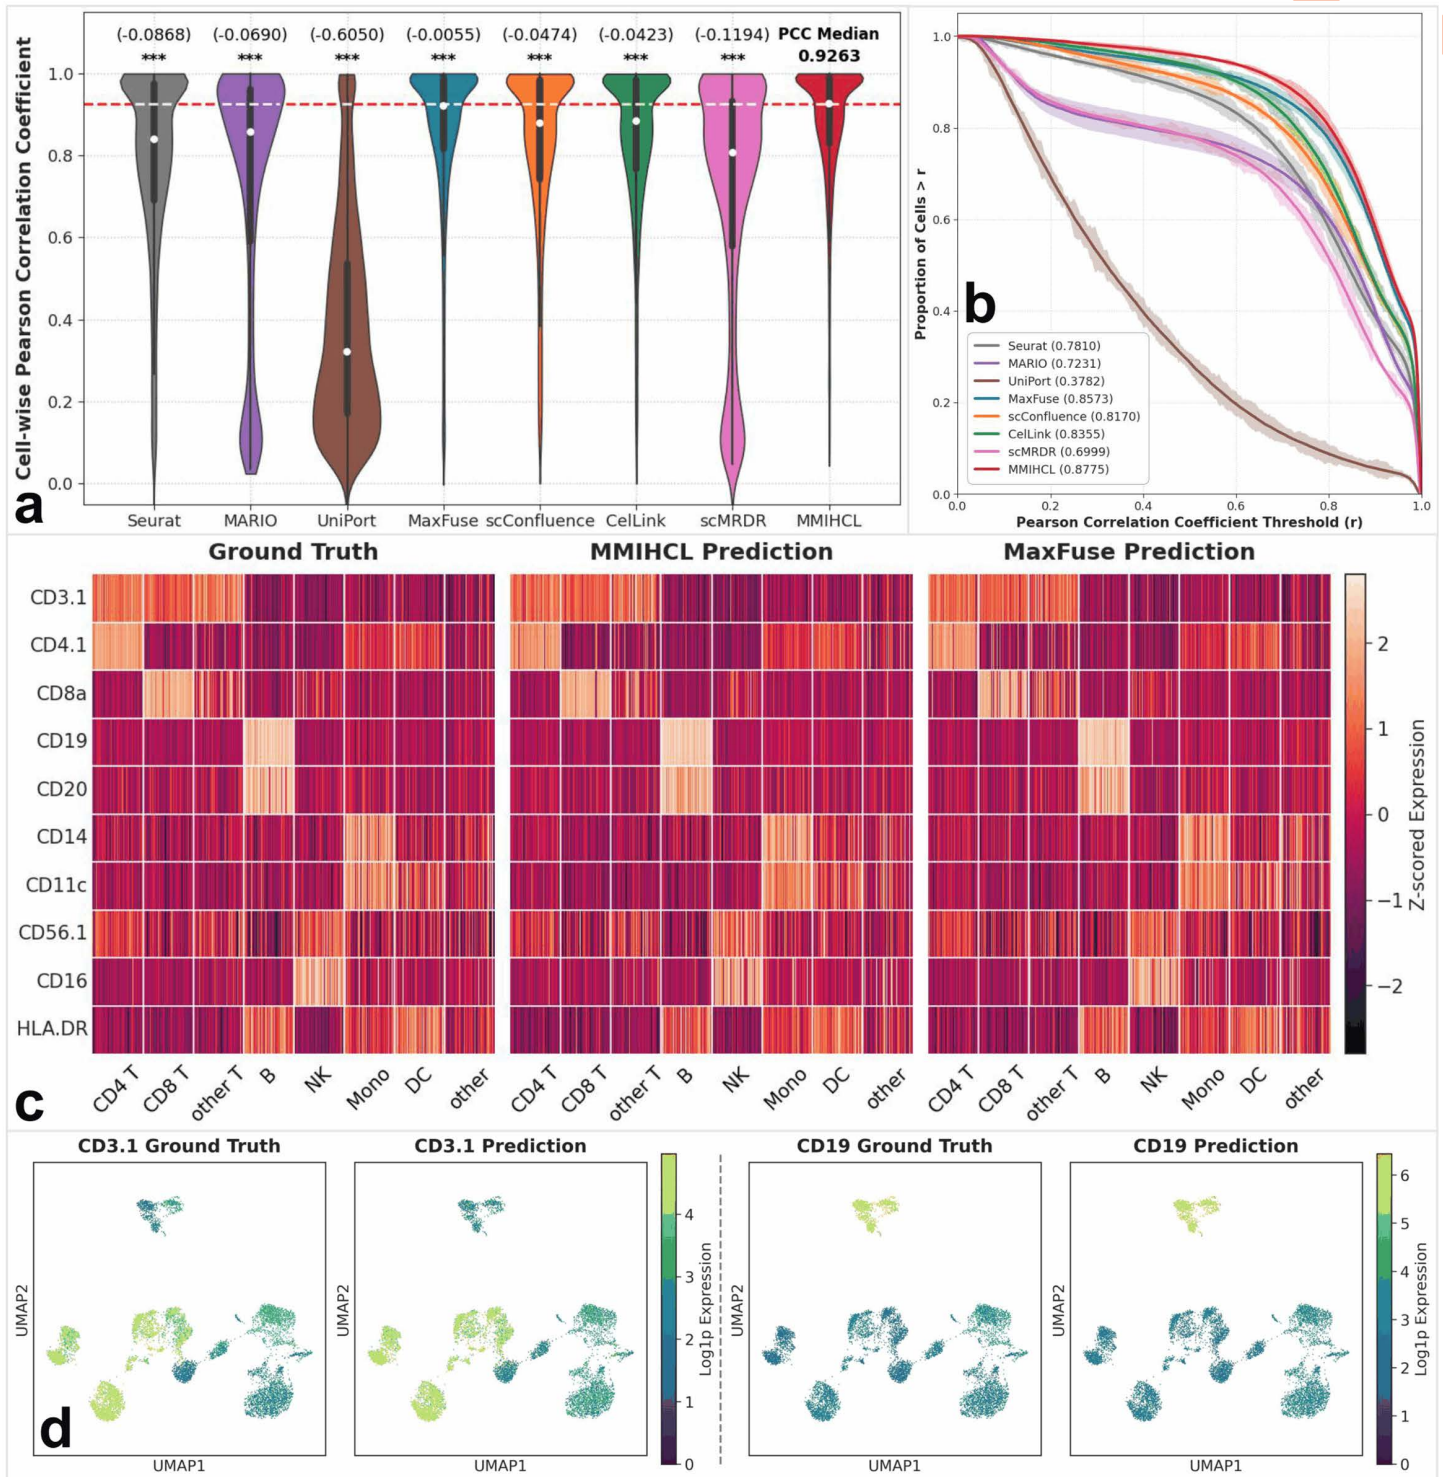 (-0.0868) (-0.0690) (-0.6050) (-0.0055) (-0.0474) (-0.0423) (-0.1194) PCC Median
*** *** *** *** *** *** *** 0.9263
Cell-wise Pearson Correlation Coefficient
1.0
0.8
0.6
0.4
0.2
0.0
a
Seurat MARIO UniPort MaxFuse scConfluence CelLink scMRDR MMIHCL
Proportion of Cells > r
1.0
0.8
0.6
0.4
0.2
0.0
b
Seurat (0.7810)
MARIO (0.7231)
UniPort (0.3782)
MaxFuse (0.8573)
scConfluence (0.8170)
CelLink (0.8355)
scMRDR (0.6999)
MMIHCL (0.8775)
0.0 0.2 0.4 0.6 0.8 1.0
Pearson Correlation Coefficient Threshold (r)
Ground Truth MMIHCL Prediction MaxFuse Prediction
CD3.1
CD4.1
CD8a
CD19
CD20
CD14
CD11c
CD56.1
CD16
HLA.DR
CD4 T CD8 T other T B NK Mono DC other
CD4 T CD8 T other T B NK Mono DC other
CD4 T CD8 T other T B NK Mono DC other
2
1
0
−1
−2
Z-scored Expression
c
CD3.1 Ground Truth CD3.1 Prediction CD19 Ground Truth CD19 Prediction
UMAP2 UMAP2 UMAP2 UMAP2
4
3
2
1
0
Log1p Expression
6
5
4
3
2
1
0
Log1p Expression
d
UMAP1 UMAP1 UMAP1 UMAP1